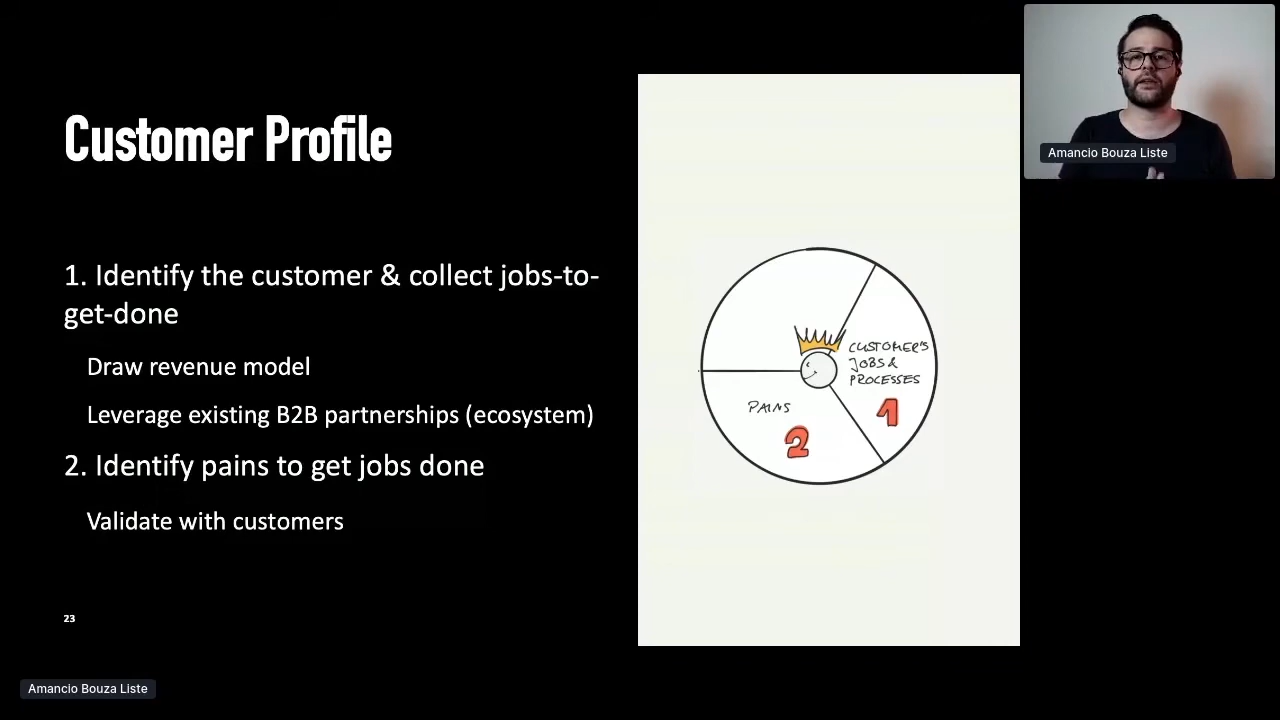 Customer Profile
1. Identify the customer & collect jobs-to-
get-done
Draw revenue model
Leverage existing B2B partnerships (ecosystem)
2. Identify pains to get jobs done
Validate with customers
23
CUSTOMER'S
JOBS &
PROCESSES
1
PAINS
2
Amancio Bouza Liste
Amancio Bouza Liste